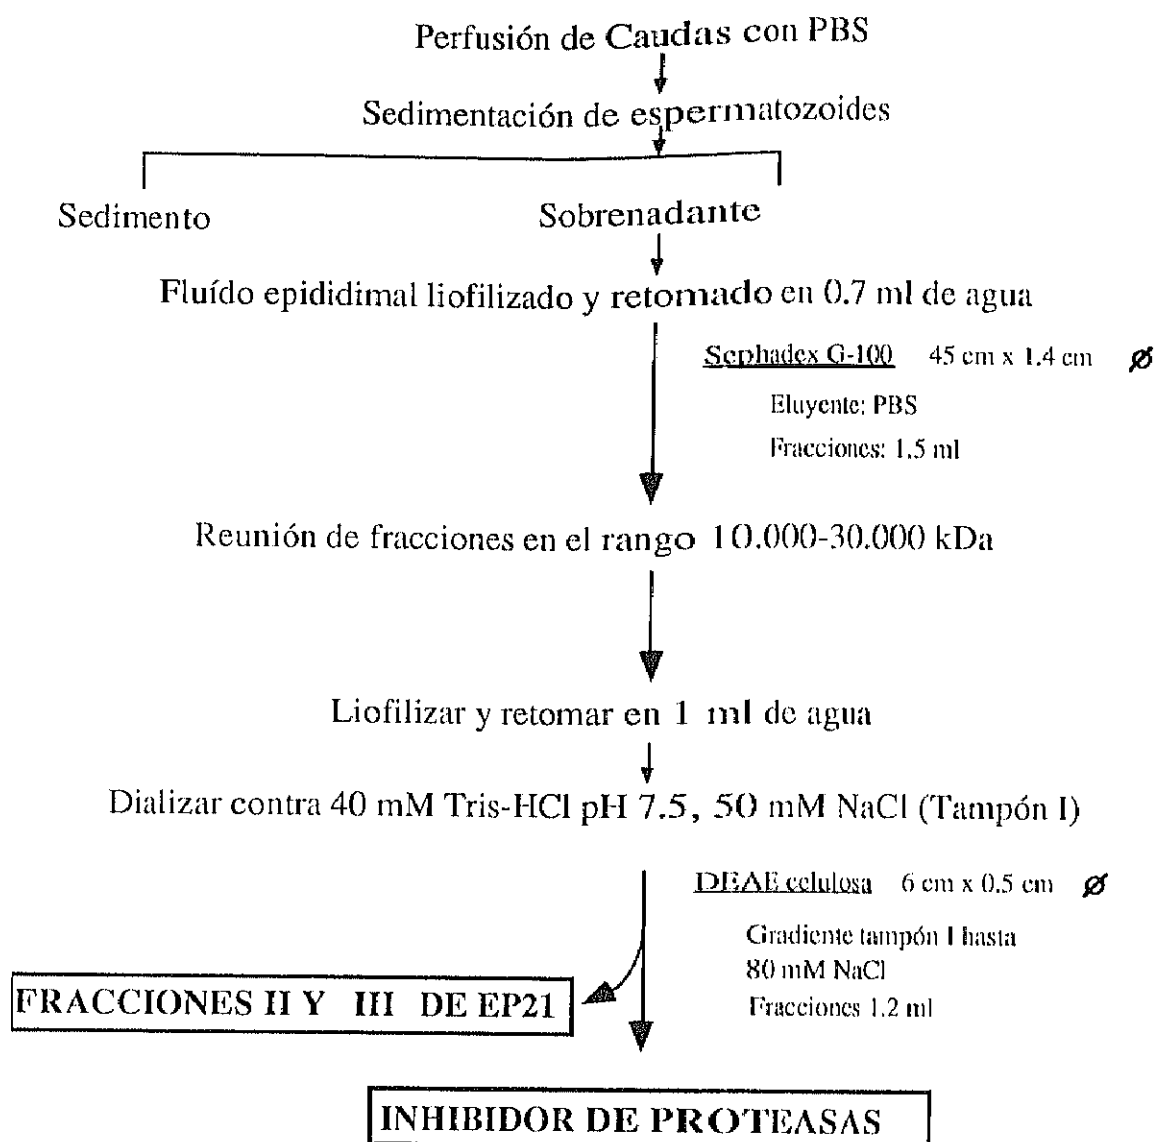 Perfusión de Caudas con PBS
Sedimentación de espermatozoides
Sedimento
Sobrenadante
Fluído epididimal liofilizado y retomado en 0.7 ml de agua
Sephadex G-100 45 cm x 1.4 cm Ø
Eluyente: PBS
Fracciones: 1.5 ml
Reunión de fracciones en el rango 10.000-30.000 kDa
Liofilizar y retomar en 1 ml de agua
Dializar contra 40 mM Tris-HCl pH 7.5, 50 mM NaCl (Tampón I)
DEAE celulosa 6 cm x 0.5 cm Ø
Gradiente tampón I hasta
80 mM NaCl
Fracciones 1.2 ml
FRACCIONES II Y III DE EP21
INHIBIDOR DE PROTEASAS